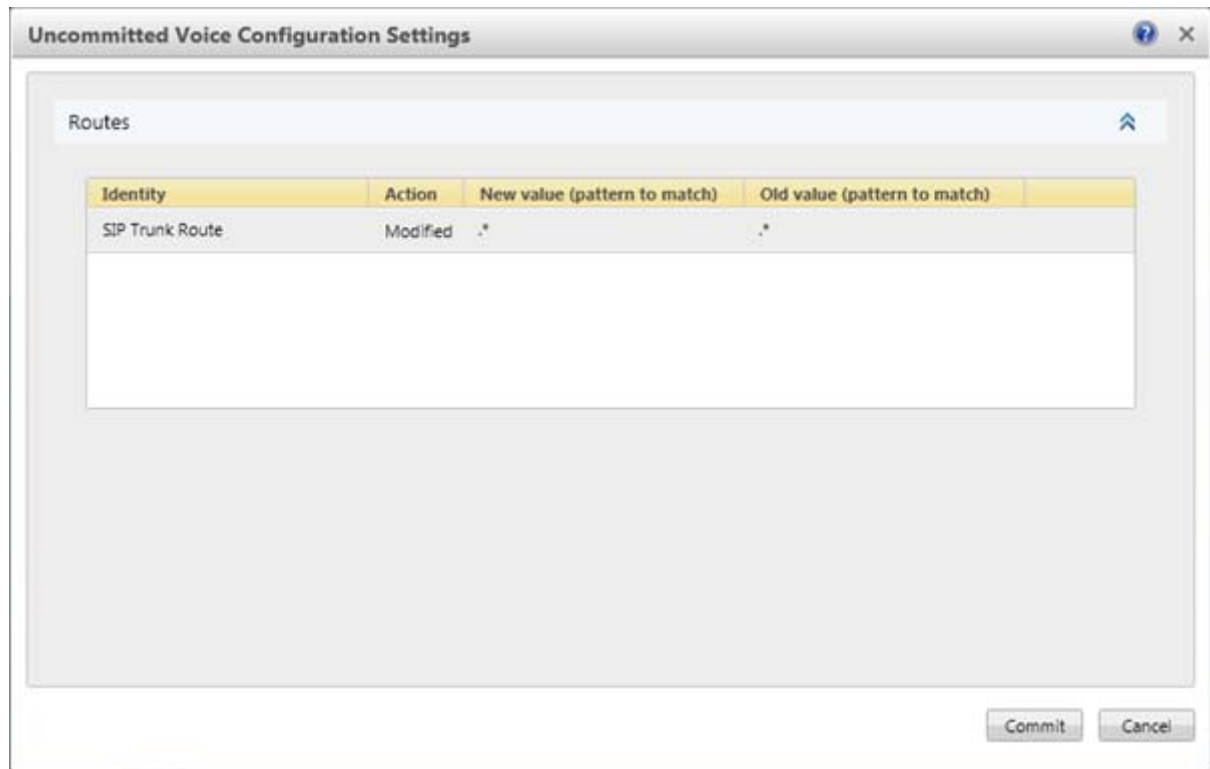 Uncommitted Voice Configuration Settings
Routes
Identity Action New value (pattern to match) Old value (pattern to match)
SIP Trunk Route Modified .* .*
Commit Cancel